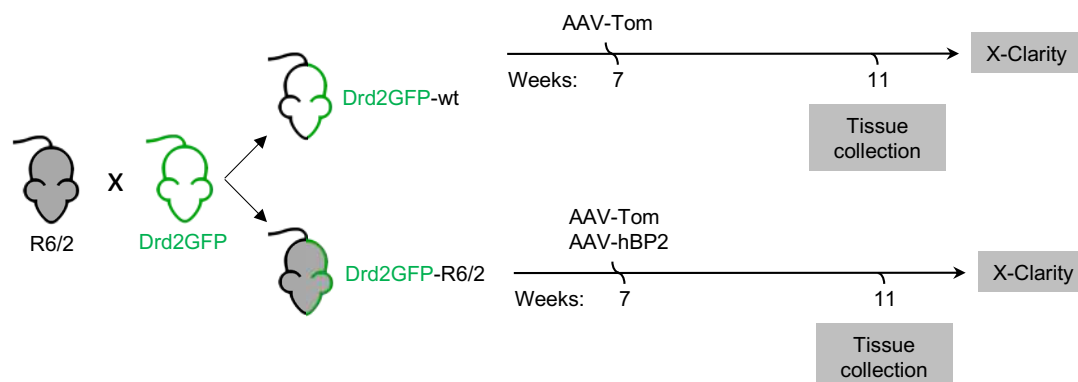 AAV-Tom
Weeks: 7 11
X-Clarity
Tissue
collection
Drd2GFP-wt
R6/2
X
Drd2GFP
Drd2GFP-R6/2
AAV-Tom
AAV-hBP2
Weeks: 7 11
X-Clarity
Tissue
collection